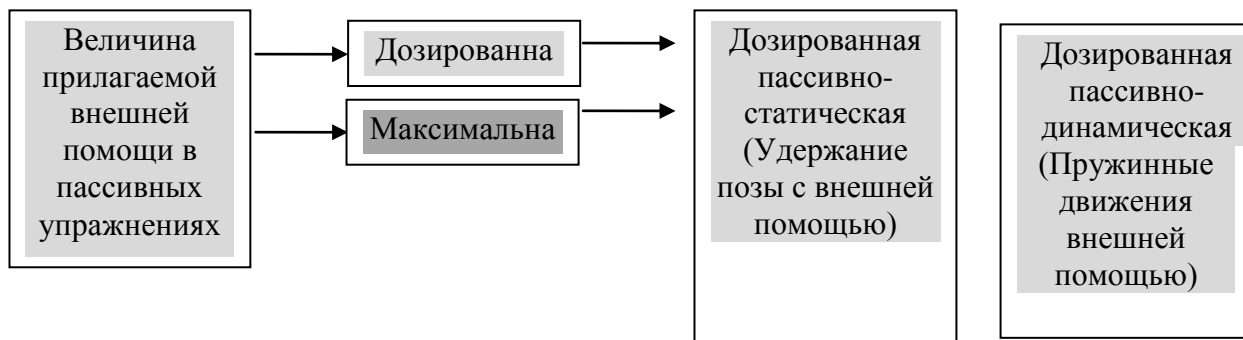 Величина
прилагаемой
внешней
помощи в
пассивных
упражнениях
Дозированна
Максимальна
Дозированная
пассивно-
статическая
(Удержание
позы с внешней
помощью)
Дозированная
пассивно-
динамическая
(Пружинные
движения
внешней
помощью)